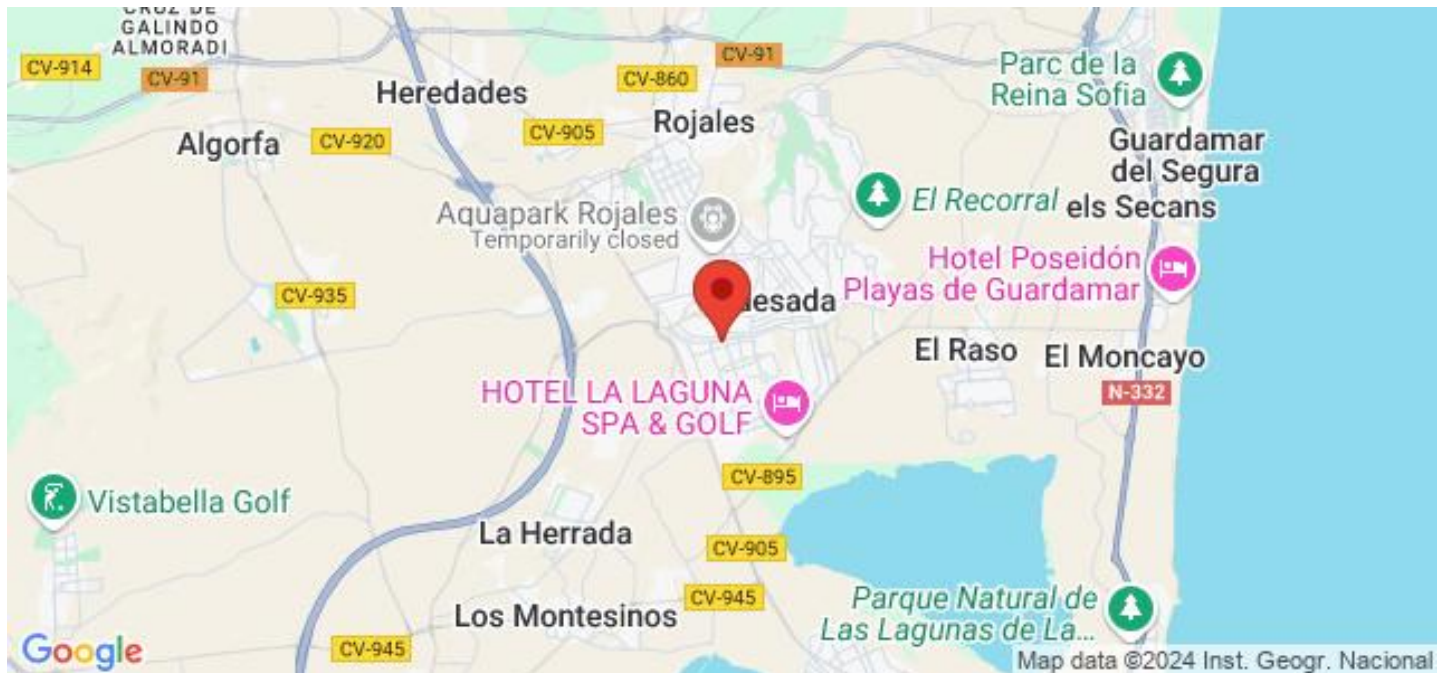 CRUZ DE
GALINDO
ALMORADI
CV-914
CV-91
CV-91
CV-860
Parc de la
Reina Sofia
Heredades
Rojales
CV-905
Algorfa
CV-920
Guardamar
del Segura
El Recorral
els Secans
Aquapark Rojales
Temporarily closed
Hotel Poseidón
Playas de Guardamar
CV-935
esada
El Raso
El Moncayo
N-332
HOTEL LA LAGUNA
SPA & GOLF
CV-895
Vistabella Golf
La Herrada
CV-905
CV-945
Los Montesinos
Parque Natural de
Las Lagunas de La...
CV-945
Google
Map data ©2024 Inst. Geogr. Nacional